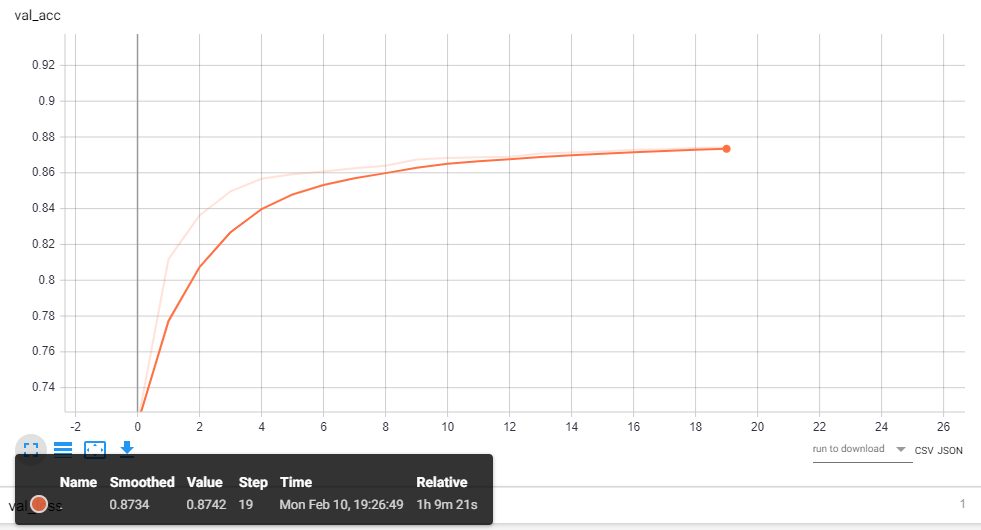 val_acc
0.92
0.9
0.88
0.86
0.84
0.82
0.8
0.78
0.76
0.74
-2 0 2 4 6 8 10 12 14 16 18 20 22 24 26
run to download CSV JSON
Name Smoothed Value Step Time Relative
. 0.8734 0.8742 19 Mon Feb 10, 19:26:49 1h 9m 21s
1